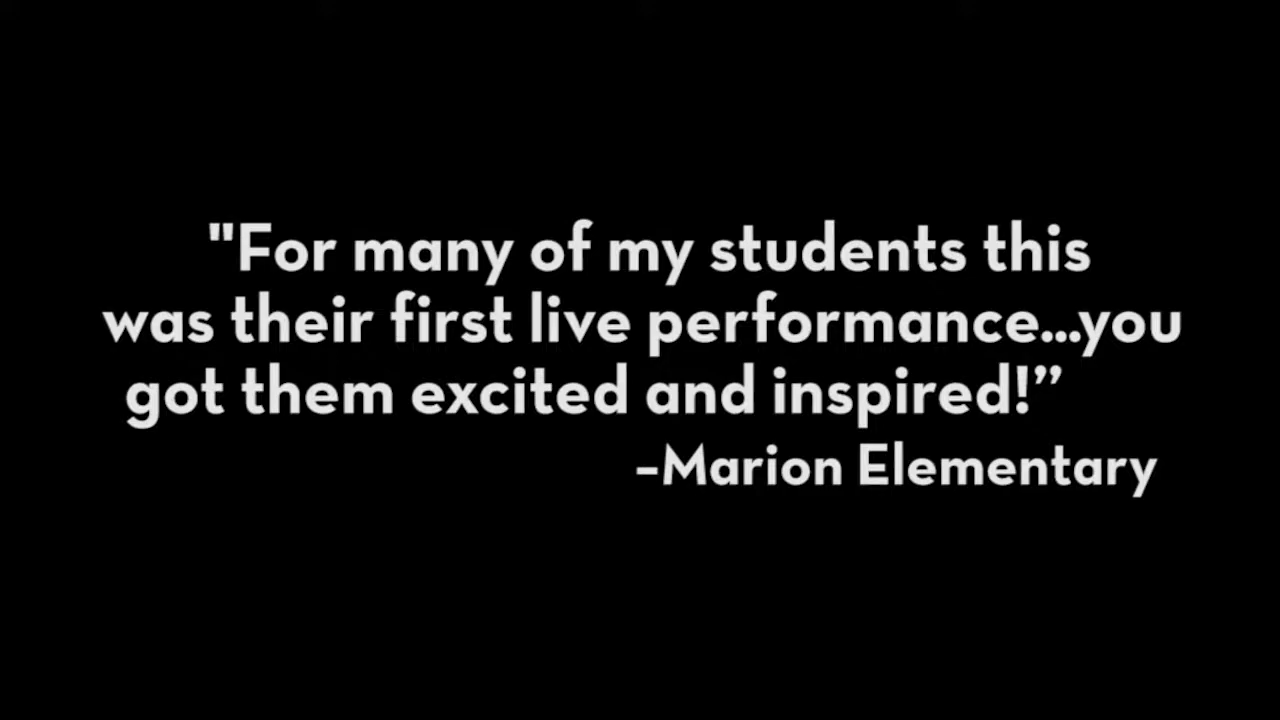 "For many of my students this
was their first live performance...you
got them excited and inspired!”
-Marion Elementary